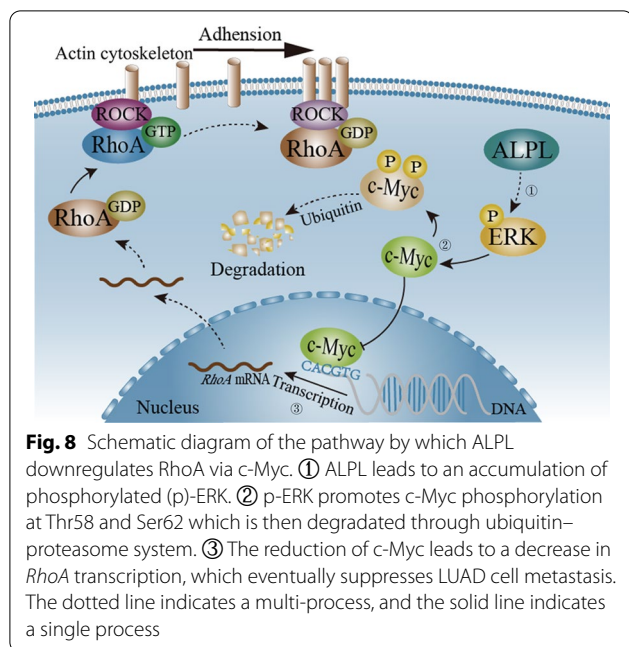 Adhension
Actin cytoskeleton
ROCK
GTP
RhoA
ROCK
GDP
RhoA
P P
c-Myc
ALPL
①
Ubiquitin
P
ERK
RhoA
GDP
②
c-Myc
Degradation
c-Myc
CACGTG
RhoA mRNA
Transcription
③
Nucleus
DNA
Fig. 8 Schematic diagram of the pathway by which ALPL
downregulates RhoA via c-Myc. ① ALPL leads to an accumulation of
phosphorylated (p)-ERK. ② p-ERK promotes c-Myc phosphorylation
at Thr58 and Ser62 which is then degraded through ubiquitin–
proteasome system. ③ The reduction of c-Myc leads to a decrease in
RhoA transcription, which eventually suppresses LUAD cell metastasis.
The dotted line indicates a multi-process, and the solid line indicates
a single process